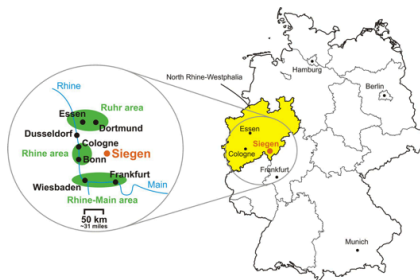 Rhine
Essen
Ruhr area
Dortmund
Dusseldorf
Cologne
Rhine area
Siegen
Bonn
Wiesbaden
Frankfurt
Main
Rhine-Main area
50 km
~31 miles
North Rhine-Westphalia
Hamburg
Berlin
Essen
Siegen
Cologne
Frankfurt
Munich